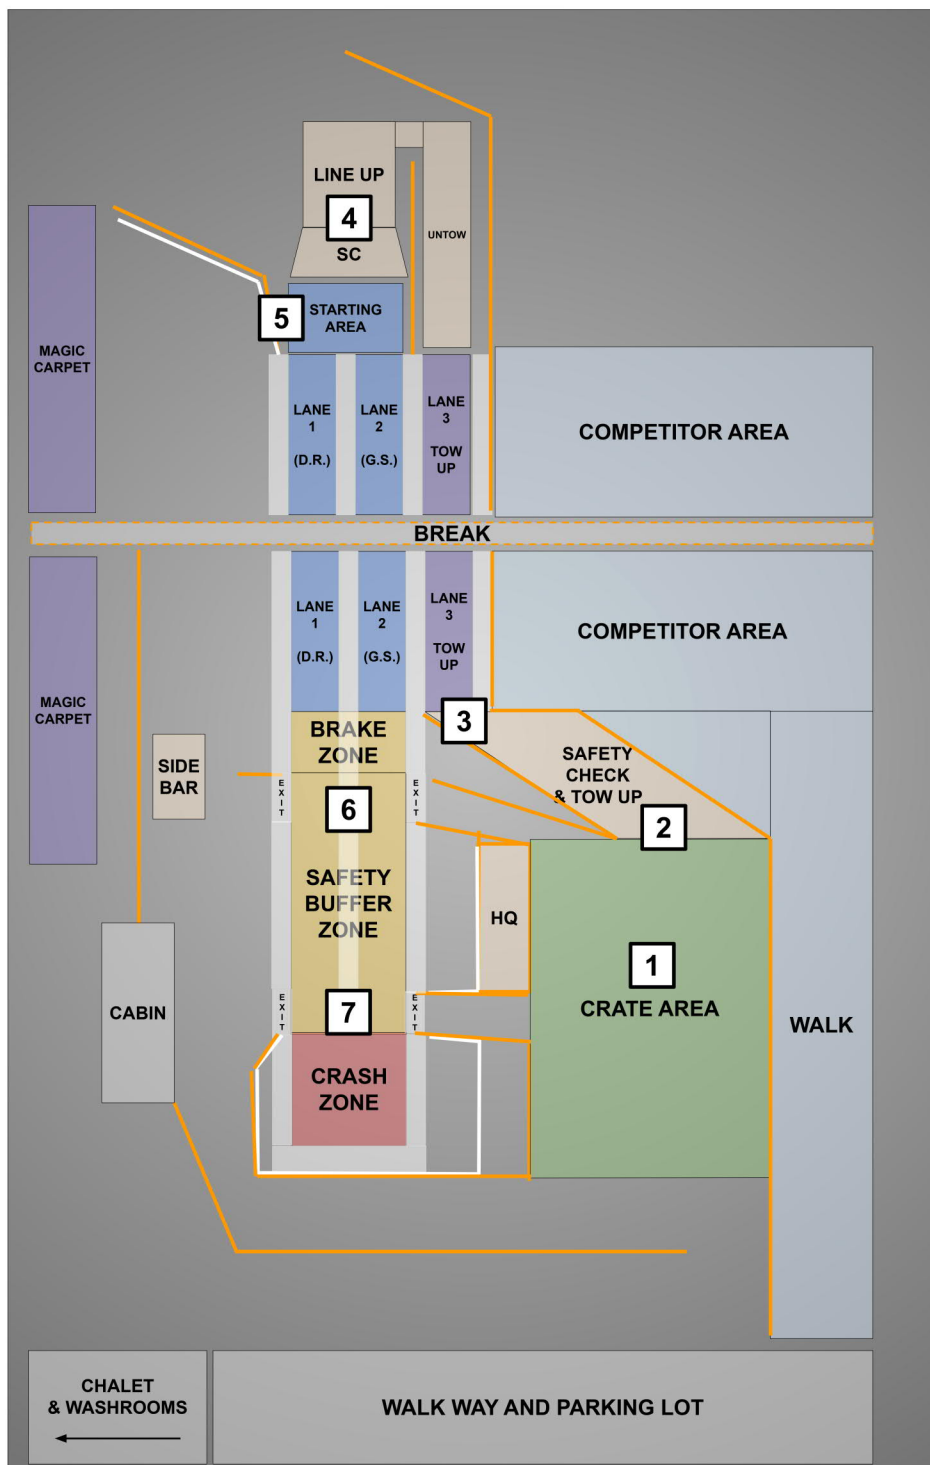 LINE UP
4
SC
UNTOW
5
STARTING
AREA
MAGIC
CARPET
LANE
1
(D.R.)
LANE
2
(G.S.)
LANE
3
TOW
UP
COMPETITOR AREA
BREAK
LANE
1
(D.R.)
LANE
2
(G.S.)
LANE
3
TOW
UP
COMPETITOR AREA
MAGIC
CARPET
3
BRAKE
ZONE
SIDE
BAR
SAFETY
CHECK
& TOW UP
EXIT
6
EXIT
2
SAFETY
BUFFER
ZONE
HQ
1
CRATE AREA
CABIN
EXIT
7
EXIT
WALK
CRASH
ZONE
CHALET
& WASHROOMS
WALK WAY AND PARKING LOT